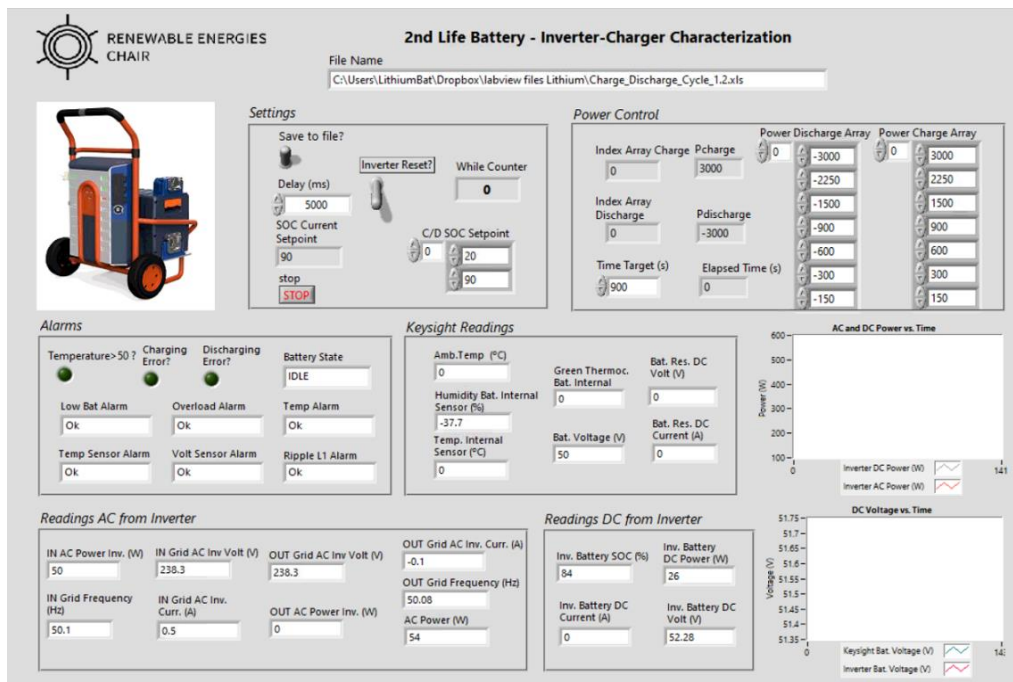 RENEWABLE ENERGIES
CHAIR
2nd Life Battery - Inverter-Charger Characterization
File Name
C:\Users\LithiumBat\Dropbox\labview files Lithium\Charge_Discharge_Cycle_1.2.xls
Settings
Save to file?
Inverter Reset?
While Counter
0
Delay (ms)
5000
SOC Current
Setpoint
90
C/D SOC Setpoint
0
20
90
stop
STOP
Power Control
Index Array Charge
0
Pcharge
3000
Index Array
Discharge
0
Pdischarge
-3000
Time Target (s)
900
Elapsed Time (s)
0
Power Discharge Array
0
-3000
-2250
-1500
-900
-600
-300
-150
Power Charge Array
0
3000
2250
1500
900
600
300
150
Alarms
Temperature>50 ?
Charging
Error?
Discharging
Error?
Battery State
IDLE
Low Bat Alarm
Ok
Overload Alarm
Ok
Temp Alarm
Ok
Temp Sensor Alarm
Ok
Volt Sensor Alarm
Ok
Ripple L1 Alarm
Ok
Keysight Readings
Amb.Temp (ºC)
0
Humidity Bat. Internal
Sensor (%)
-37.7
Temp. Internal
Sensor (ºC)
0
Green Thermoc.
Bat. Internal
0
Bat. Voltage (V)
50
Bat. Res. DC
Volt (V)
0
Bat. Res. DC
Current (A)
0
AC and DC Power vs. Time
Power (W)
600
500
400
300
200
100
0
141
Inverter DC Power (W)
Inverter AC Power (W)
Readings AC from Inverter
IN AC Power Inv. (W)
50
IN Grid AC Inv Volt (V)
238.3
OUT Grid AC Inv Volt (V)
238.3
OUT Grid AC Inv. Curr. (A)
-0.1
IN Grid Frequency
(Hz)
50.1
IN Grid AC Inv.
Curr. (A)
0.5
OUT AC Power Inv. (W)
0
OUT Grid Frequency (Hz)
50.08
AC Power (W)
54
Readings DC from Inverter
Inv. Battery SOC (%)
84
Inv. Battery
DC Power (W)
26
Inv. Battery DC
Current (A)
0
Inv. Battery DC
Volt (V)
52.28
DC Voltage vs. Time
Voltage (V)
51.75
51.7
51.65
51.6
51.55
51.5
51.45
51.4
51.35
0
Keysight Bat. Voltage (V)
Inverter Bat. Voltage (V)